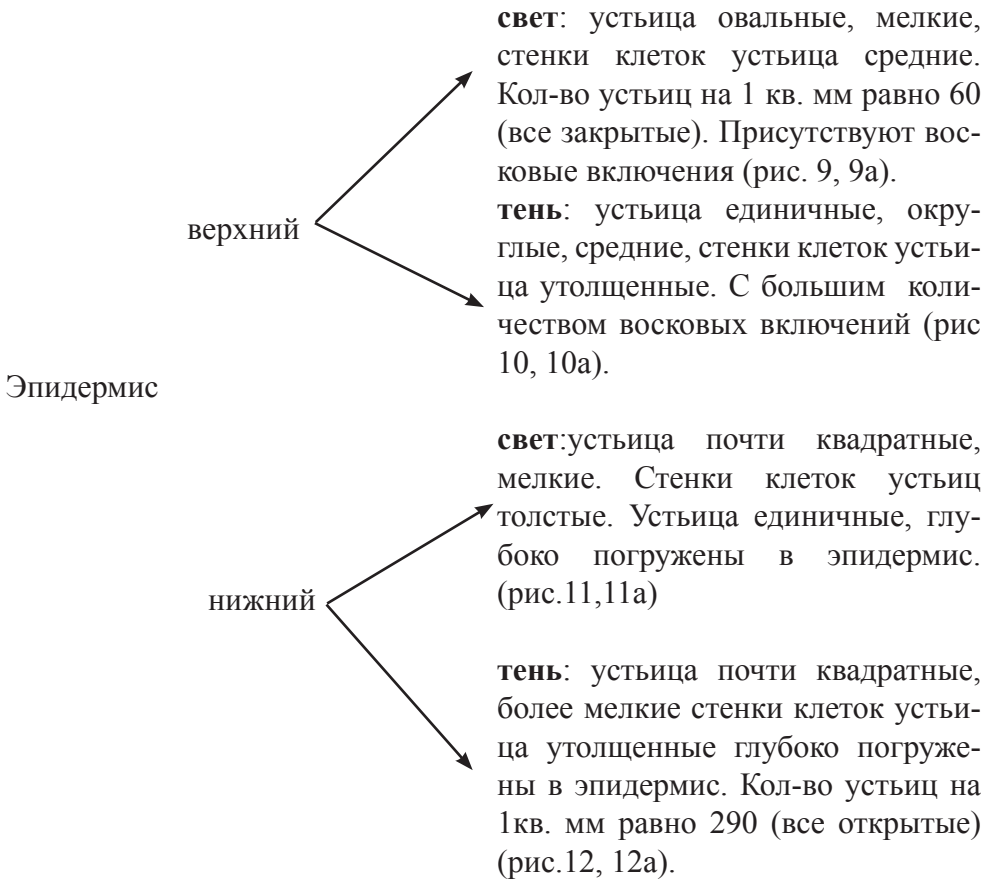 свет: устьица овальные, мелкие,
стенки клеток устьица средние.
Кол-во устьиц на 1 кв. мм равно 60
(все закрытые). Присутствуют вос-
ковые включения (рис. 9, 9а).
верхний
тень: устьица единичные, окру-
глые, средние, стенки клеток устьи-
ца утолщенные. С большим коли-
чеством восковых включений (рис
10, 10а).
Эпидермис
свет:устьица почти квадратные,
мелкие. Стенки клеток устьиц
толстые. Устьица единичные, глу-
боко погружены в эпидермис.
(рис.11,11а)
нижний
тень: устьица почти квадратные,
более мелкие стенки клеток устьи-
ца утолщенные глубоко погруже-
ны в эпидермис. Кол-во устьиц на
1кв. мм равно 290 (все открытые)
(рис.12, 12а).